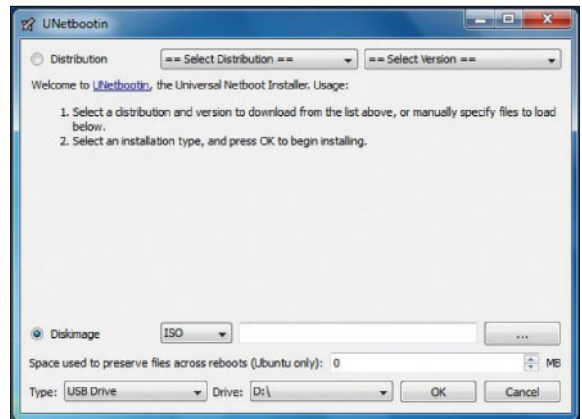 UNetbootin
Distribution == Select Distribution == == Select Version ==
Welcome to UNetbootin, the Universal Netboot Installer. Usage:
1. Select a distribution and version to download from the list above, or manually specify files to load
below.
2. Select an installation type, and press OK to begin installing.
Diskimage ISO ...
Space used to preserve files across reboots (Ubuntu only): 0 MB
Type: USB Drive Drive: D:\ OK Cancel